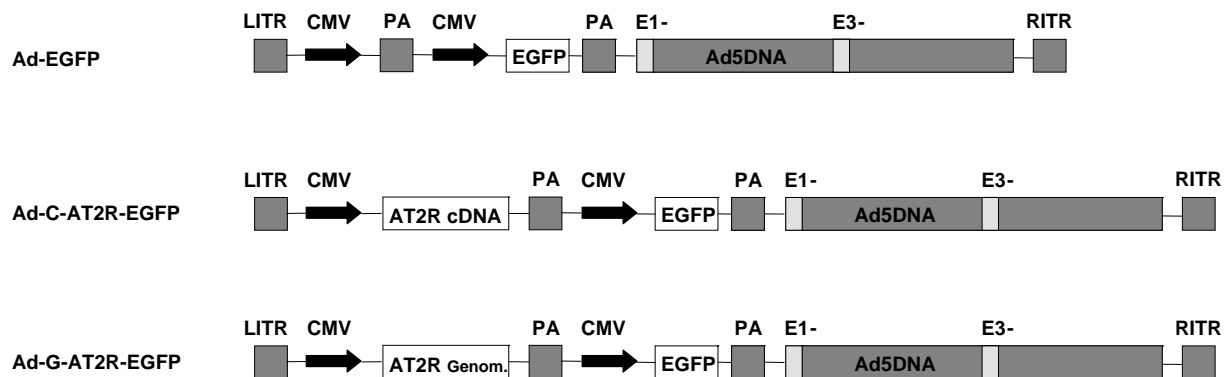 LITR CMV PA CMV PA E1- E3- RITR
Ad-EGFP EGFP Ad5DNA
LITR CMV PA CMV PA E1- E3- RITR
Ad-C-AT2R-EGFP AT2R cDNA EGFP Ad5DNA
LITR CMV PA CMV PA E1- E3- RITR
Ad-G-AT2R-EGFP AT2R Genom. EGFP Ad5DNA